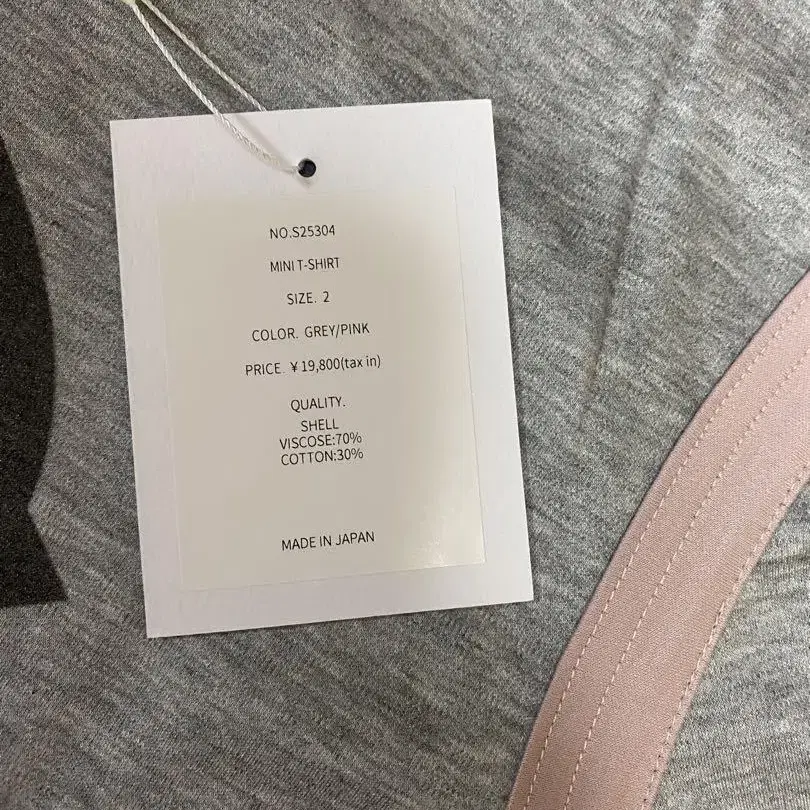 NO.S25304
MINI T-SHIRT
SIZE. 2
COLOR. GREY/PINK
PRICE. ¥19,800(tax in)
QUALITY.
SHELL
VISCOSE:70%
COTTON:30%
MADE IN JAPAN